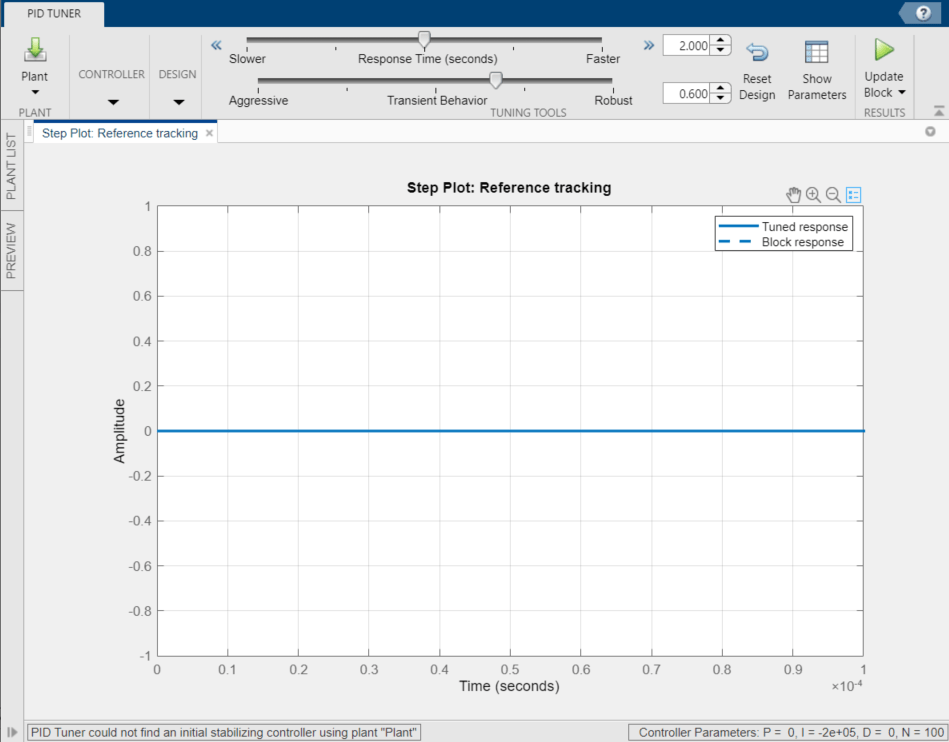 PID TUNER
?
Plant
PLANT
CONTROLLER
DESIGN
Slower
Response Time (seconds)
Faster
2.000
Aggressive
Transient Behavior
Robust
0.600
TUNING TOOLS
Reset
Design
Show
Parameters
Update
Block
RESULTS
PLANT LIST
PREVIEW
Step Plot: Reference tracking
Step Plot: Reference tracking
Tuned response
Block response
Amplitude
1
0.8
0.6
0.4
0.2
0
-0.2
-0.4
-0.6
-0.8
-1
0 0.1 0.2 0.3 0.4 0.5 0.6 0.7 0.8 0.9 1
Time (seconds)
×10⁻⁴
PID Tuner could not find an initial stabilizing controller using plant "Plant"
Controller Parameters: P = 0, I = -2e+05, D = 0, N = 100